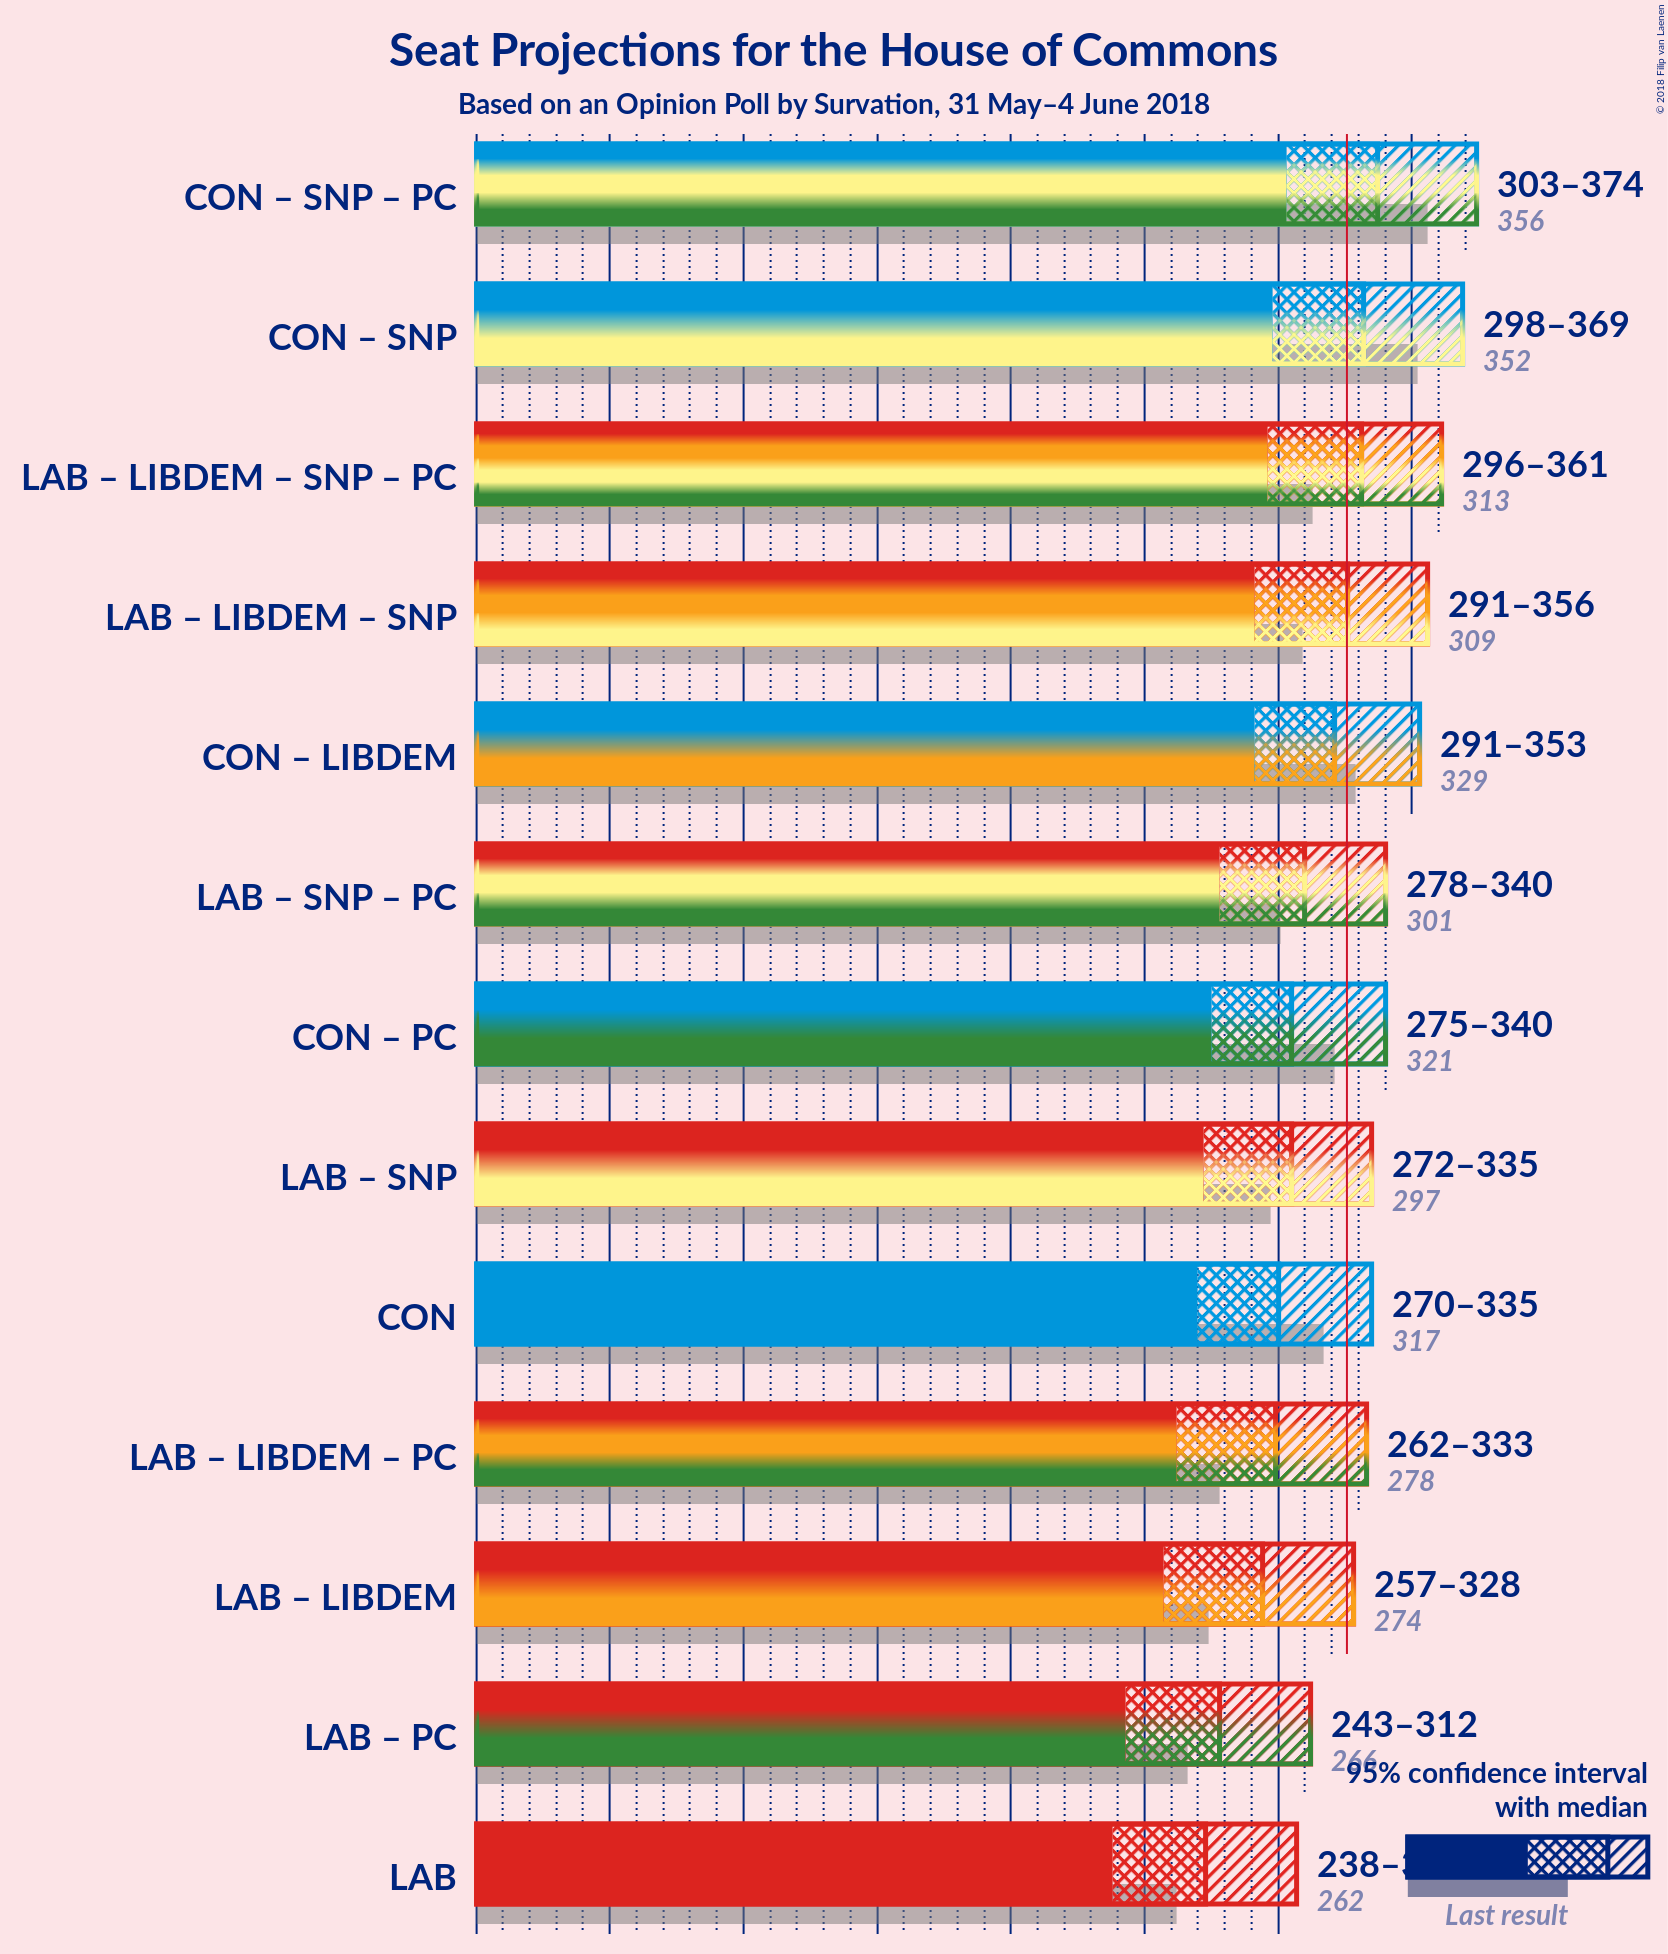 © 2018 Filip van Laenen
Seat Projections for the House of Commons
Based on an Opinion Poll by Survation, 31 May–4 June 2018
CON – SNP – PC
303–374
356
CON – SNP
298–369
352
LAB – LIBDEM – SNP – PC
296–361
313
LAB – LIBDEM – SNP
291–356
309
CON – LIBDEM
291–353
329
LAB – SNP – PC
278–340
301
CON – PC
275–340
321
LAB – SNP
272–335
297
CON
270–335
317
LAB – LIBDEM – PC
262–333
278
LAB – LIBDEM
257–328
274
LAB – PC
243–312
266
95% confidence interval
with median
LAB
238–
262
Last result